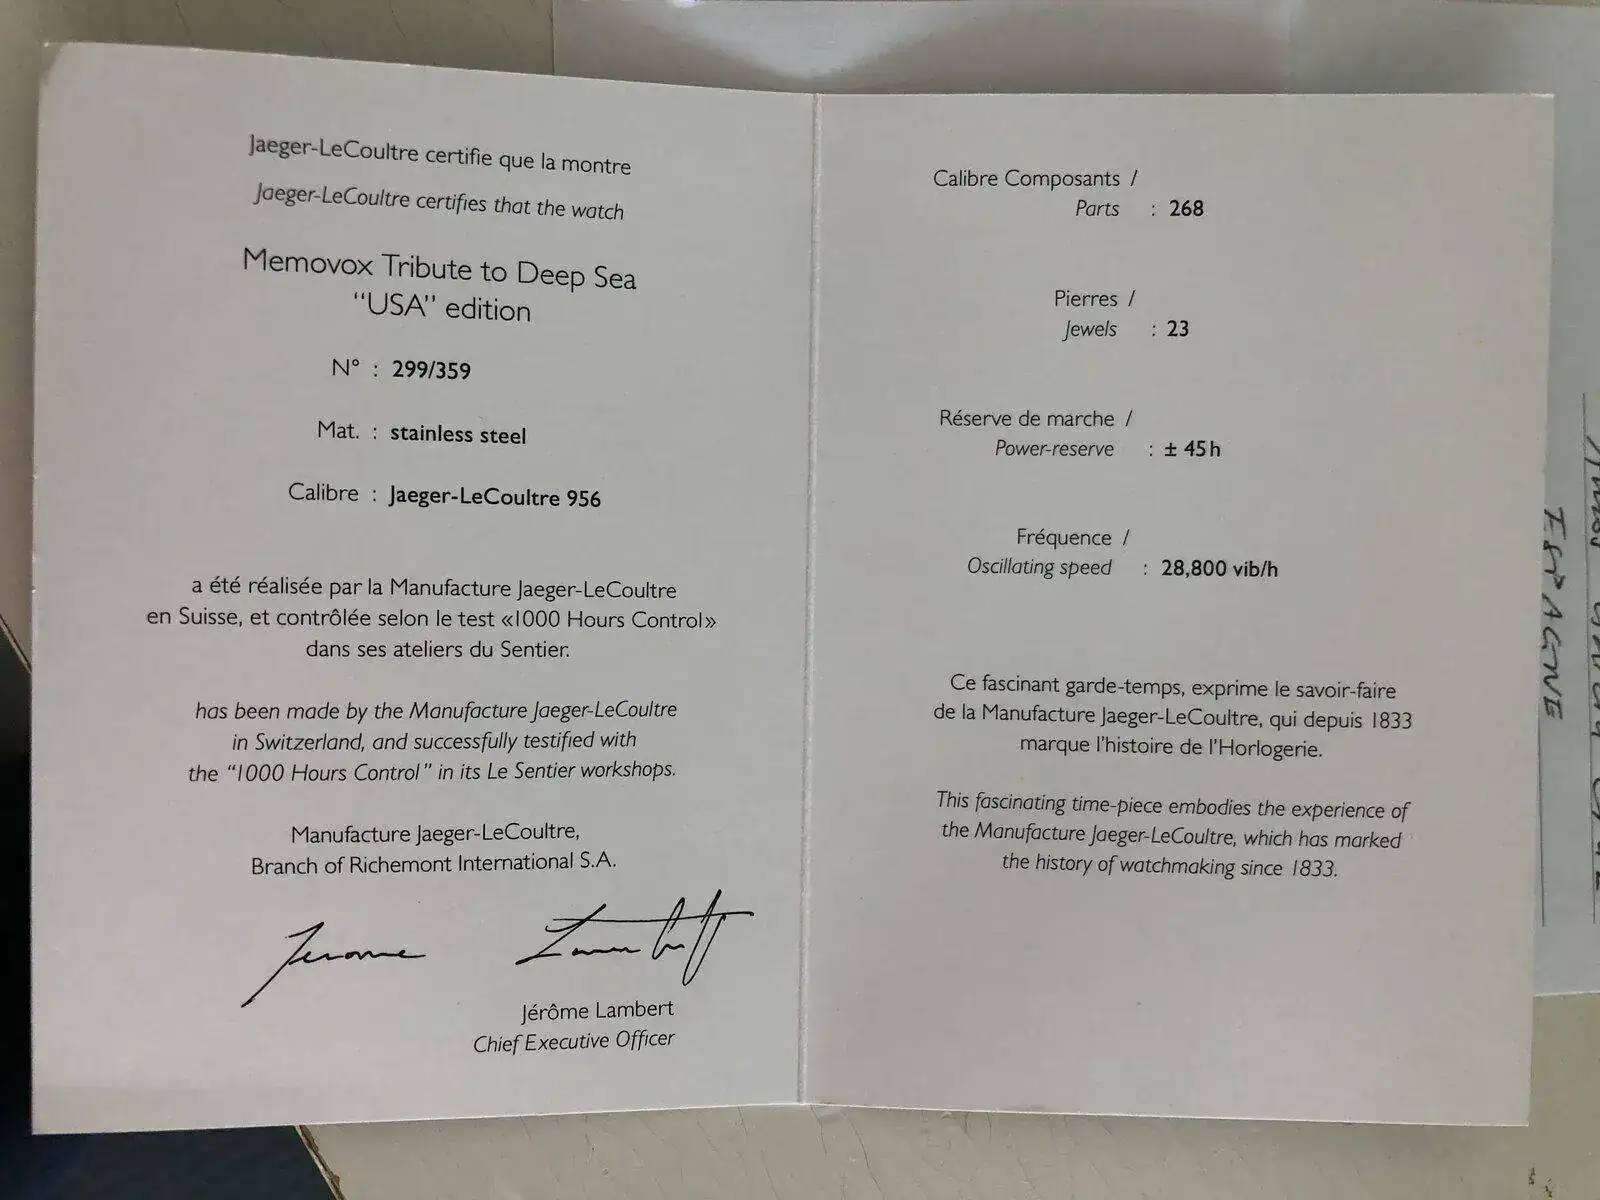 Jaeger-LeCoultre certifie que la montre
Jaeger-LeCoultre certifies that the watch
Memovox Tribute to Deep Sea
"USA" edition
N° : 299/359
Mat. : stainless steel
Calibre : Jaeger-LeCoultre 956
a été réalisée par la Manufacture Jaeger-LeCoultre
en Suisse, et contrôlée selon le test «1000 Hours Control»
dans ses ateliers du Sentier.
has been made by the Manufacture Jaeger-LeCoultre
in Switzerland, and successfully testified with
the "1000 Hours Control" in its Le Sentier workshops.
Manufacture Jaeger-LeCoultre,
Branch of Richemont International S.A.
Jerome Lambert
Jérôme Lambert
Chief Executive Officer
Calibre Composants /
Parts : 268
Pierres /
Jewels : 23
Réserve de marche /
Power-reserve : ± 45 h
Fréquence /
Oscillating speed : 28,800 vib/h
Ce fascinant garde-temps, exprime le savoir-faire
de la Manufacture Jaeger-LeCoultre, qui depuis 1833
marque l'histoire de l'Horlogerie.
This fascinating time-piece embodies the experience of
the Manufacture Jaeger-LeCoultre, which has marked
the history of watchmaking since 1833.
ESPAGNE